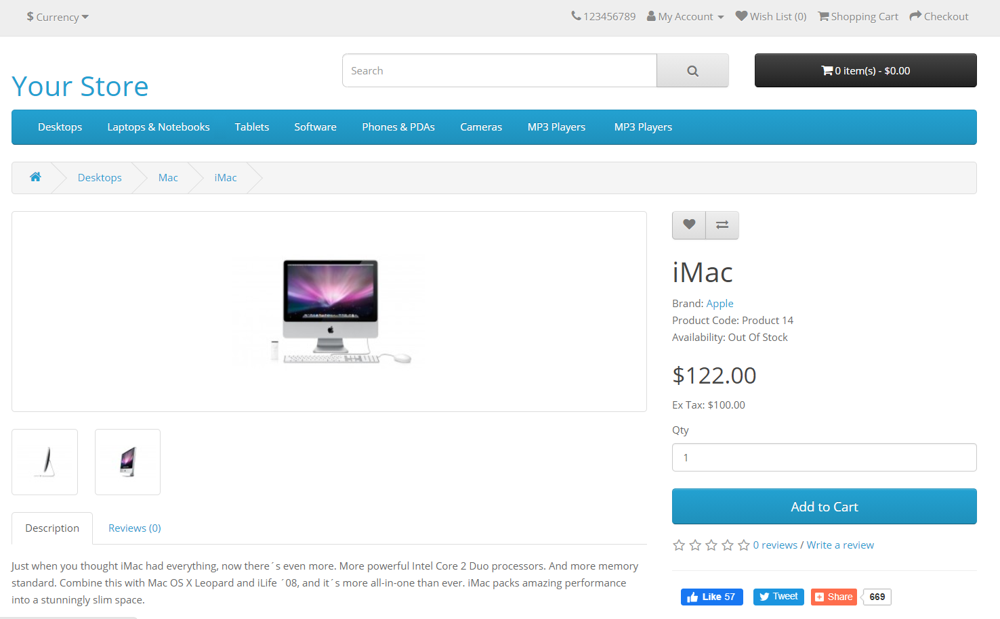 $ Currency
123456789 My Account Wish List (0) Shopping Cart Checkout
Your Store
Search
0 item(s) - $0.00
Desktops Laptops & Notebooks Tablets Software Phones & PDAs Cameras MP3 Players MP3 Players
Desktops Mac iMac
iMac
Brand: Apple
Product Code: Product 14
Availability: Out Of Stock
$122.00
Ex Tax: $100.00
Qty
1
Add to Cart
0 reviews / Write a review
Like 57 Tweet Share 669
Description Reviews (0)
Just when you thought iMac had everything, now there´s even more. More powerful Intel Core 2 Duo processors. And more memory
standard. Combine this with Mac OS X Leopard and iLife ´08, and it´s more all-in-one than ever. iMac packs amazing performance
into a stunningly slim space.